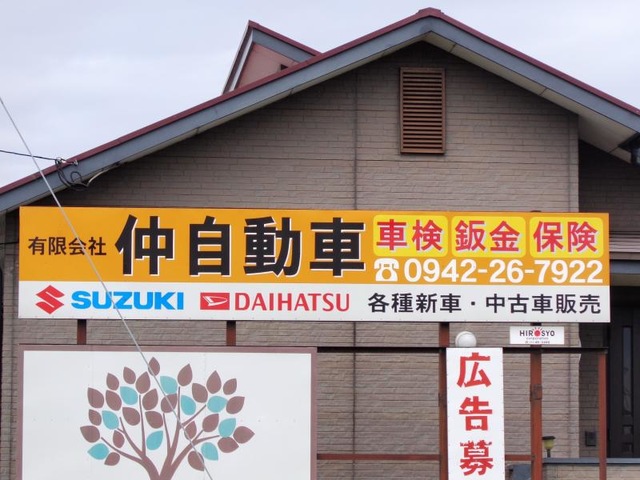 有限会社 仲自動車 車検 鈑金 保険
☎0942-26-7922
SUZUKI DAIHATSU 各種新車・中古車販売
HIROSYO
広告募